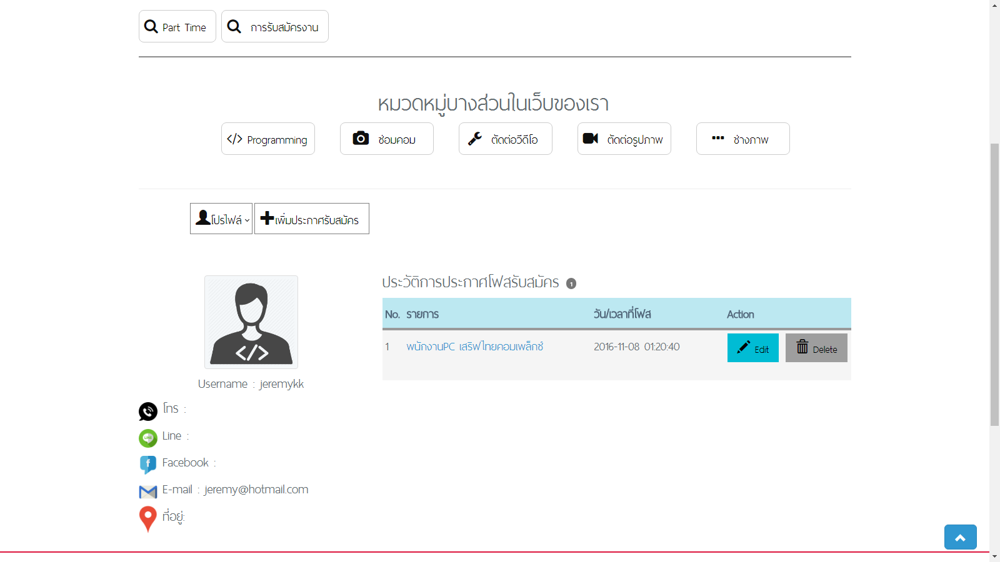 Part Time การรับสมัครงาน
หมวดหมู่บางส่วนในเว็บของเรา
</> Programming ซ่อมคอม ตัดต่อวีดีโอ ตัดต่อรูปภาพ ช่างภาพ
โปรไฟล์ เพิ่มประกาศรับสมัคร
ประวัติการประกาศโพสรับสมัคร 1
No. รายการ วัน/เวลาที่โพส Action
1 พนักงานPC เสริฟไทยคอมเพล็กซ์ 2016-11-08 01:20:40 Edit Delete
</>
Username : jeremykk
โทร :
Line :
Facebook :
E-mail : jeremy@hotmail.com
ที่อยู่: